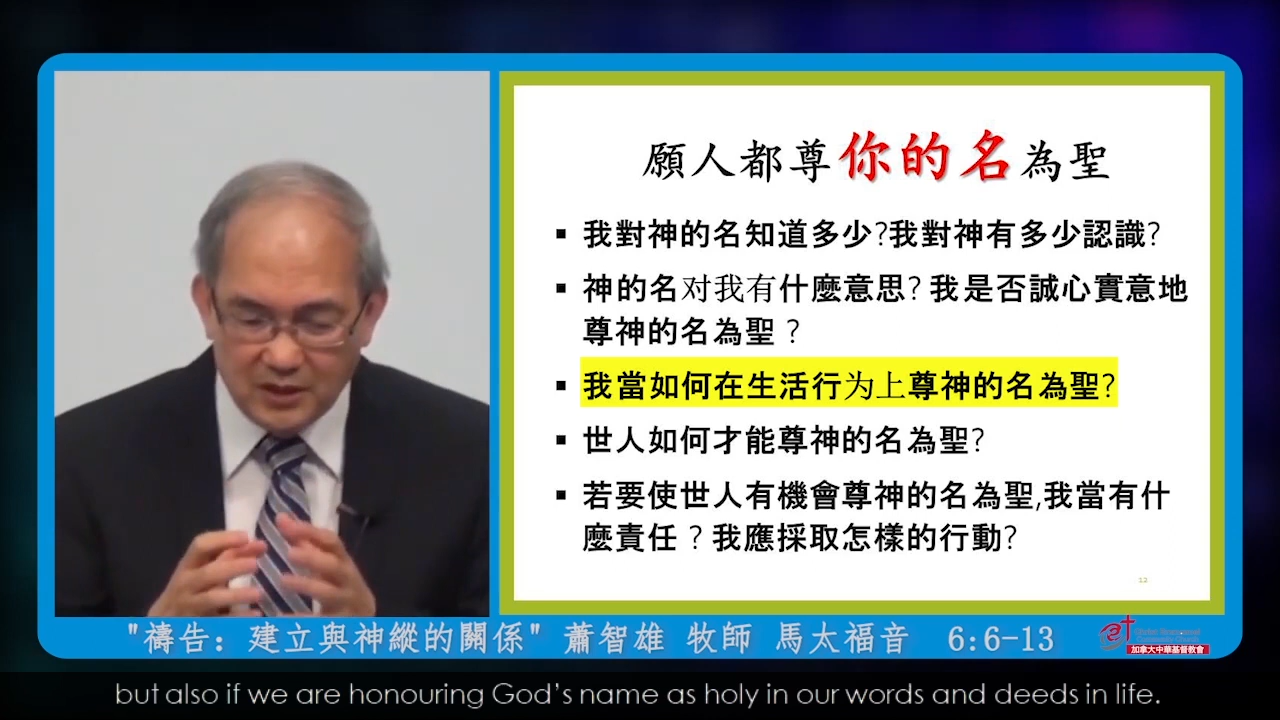 願人都尊你的名為聖
▪ 我對神的名知道多少?我對神有多少認識?
▪ 神的名对我有什麼意思? 我是否誠心實意地
尊神的名為聖 ?
▪ 我當如何在生活行为上尊神的名為聖?
▪ 世人如何才能尊神的名為聖?
▪ 若要使世人有機會尊神的名為聖,我當有什
麼責任 ? 我應採取怎樣的行動?
12
"禱告: 建立與神縱的關係" 蕭智雄 牧師 馬太福音 6:6-13
加拿大中華基督教會
but also if we are honouring God's name as holy in our words and deeds in life.